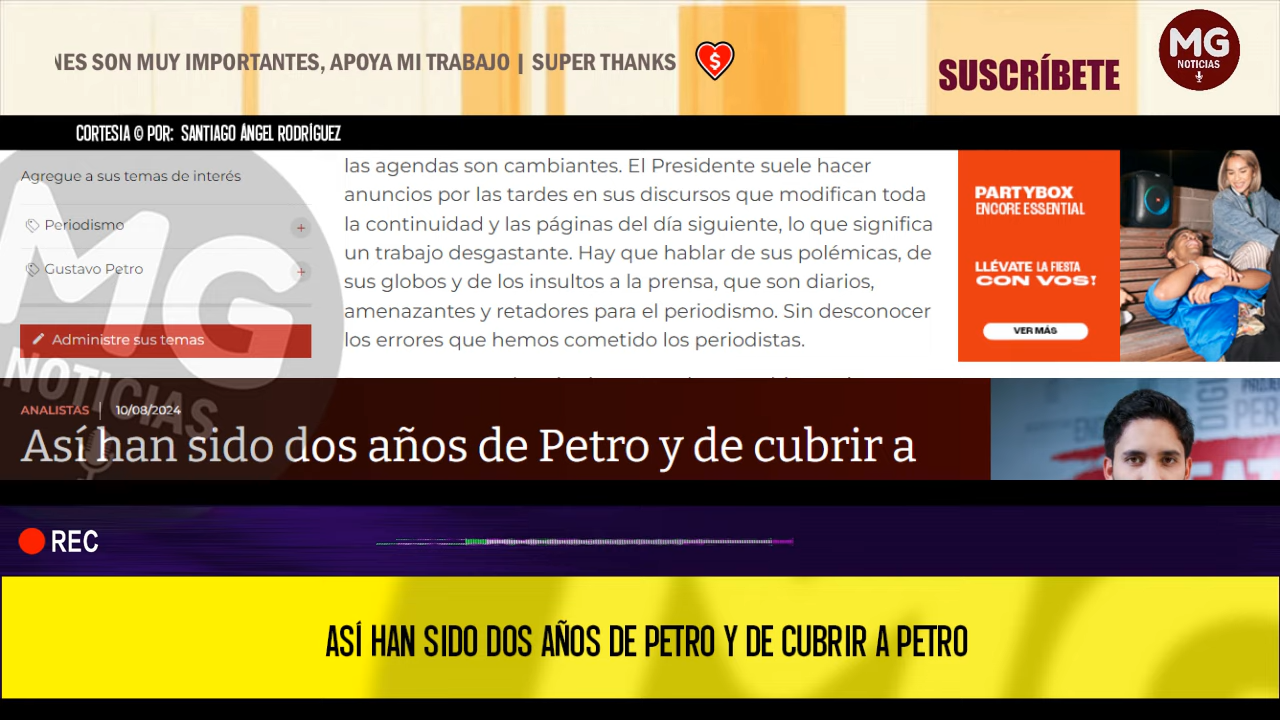 NES SON MUY IMPORTANTES, APOYA MI TRABAJO | SUPER THANKS
SUSCRÍBETE
MG
NOTICIAS
CORTESIA © POR: SANTIAGO ÁNGEL RODRÍGUEZ
Agregue a sus temas de interés
Periodismo +
Gustavo Petro +
Administre sus temas
las agendas son cambiantes. El Presidente suele hacer
anuncios por las tardes en sus discursos que modifican toda
la continuidad y las páginas del día siguiente, lo que significa
un trabajo desgastante. Hay que hablar de sus polémicas, de
sus globos y de los insultos a la prensa, que son diarios,
amenazantes y retadores para el periodismo. Sin desconocer
los errores que hemos cometido los periodistas.
PARTYBOX
ENCORE ESSENTIAL
LLÉVATE LA FIESTA
CON VOS!
VER MÁS
MG
NOTICIAS
ANALISTAS | 10/08/2024
Así han sido dos años de Petro y de cubrir a
REC
ASÍ HAN SIDO DOS AÑOS DE PETRO Y DE CUBRIR A PETRO